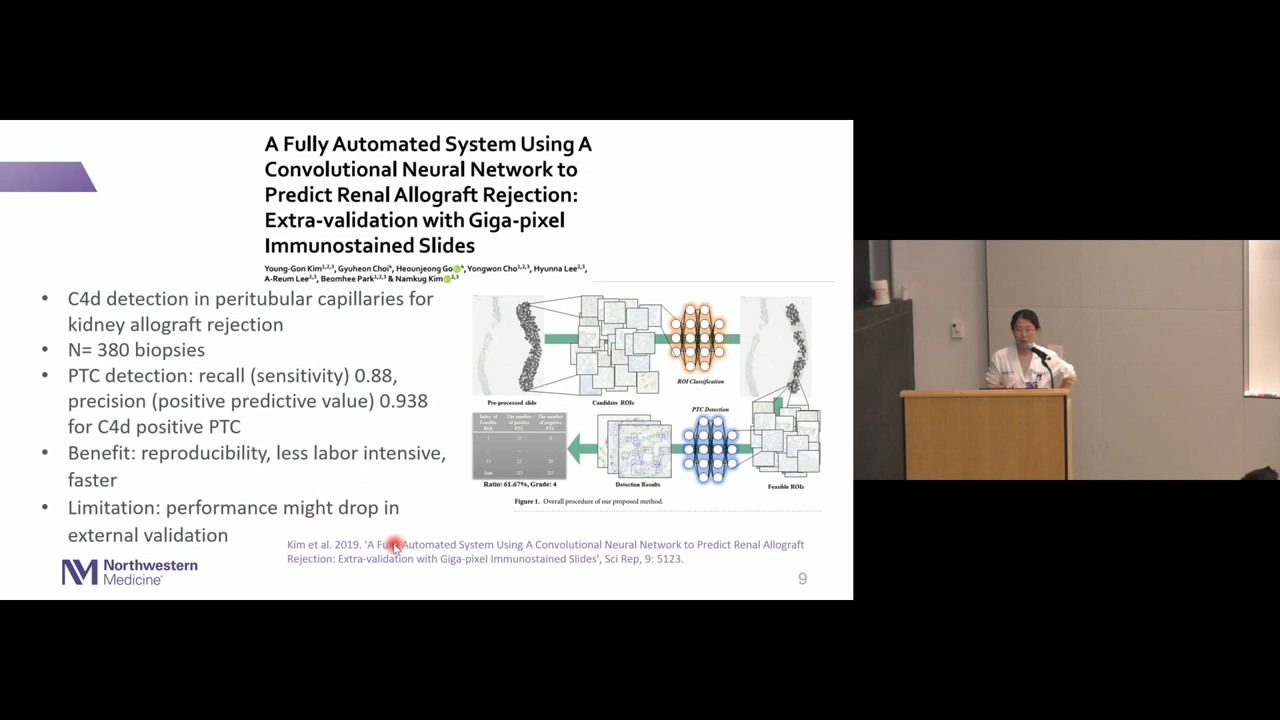 A Fully Automated System Using A
Convolutional Neural Network to
Predict Renal Allograft Rejection:
Extra-validation with Giga-pixel
Immunostained Slides
Young-Gon Kim1,2,3, Gyuheon Choi4, Heounjeong Go4, Yongwon Cho1,2,3, Hyunna Lee2,3,
A-Reum Lee2,3, Beomhee Park1,2,3 & Namkug Kim2,3
• C4d detection in peritubular capillaries for
kidney allograft rejection
• N= 380 biopsies
• PTC detection: recall (sensitivity) 0.88,
precision (positive predictive value) 0.938
for C4d positive PTC
• Benefit: reproducibility, less labor intensive,
faster
• Limitation: performance might drop in
external validation
Pre-processed slide
Candidate ROIs
ROI Classification
PTC Detection
Index of
Feasible
ROI
The number
of positive
PTC
The number
of negative
PTC
Ratio: 61.67%, Grade: 4
Detection Results
Feasible ROIs
Figure 1. Overall procedure of our proposed method.
Kim et al. 2019. 'A Fully Automated System Using A Convolutional Neural Network to Predict Renal Allograft
Rejection: Extra-validation with Giga-pixel Immunostained Slides', Sci Rep, 9: 5123.
Northwestern
Medicine
9